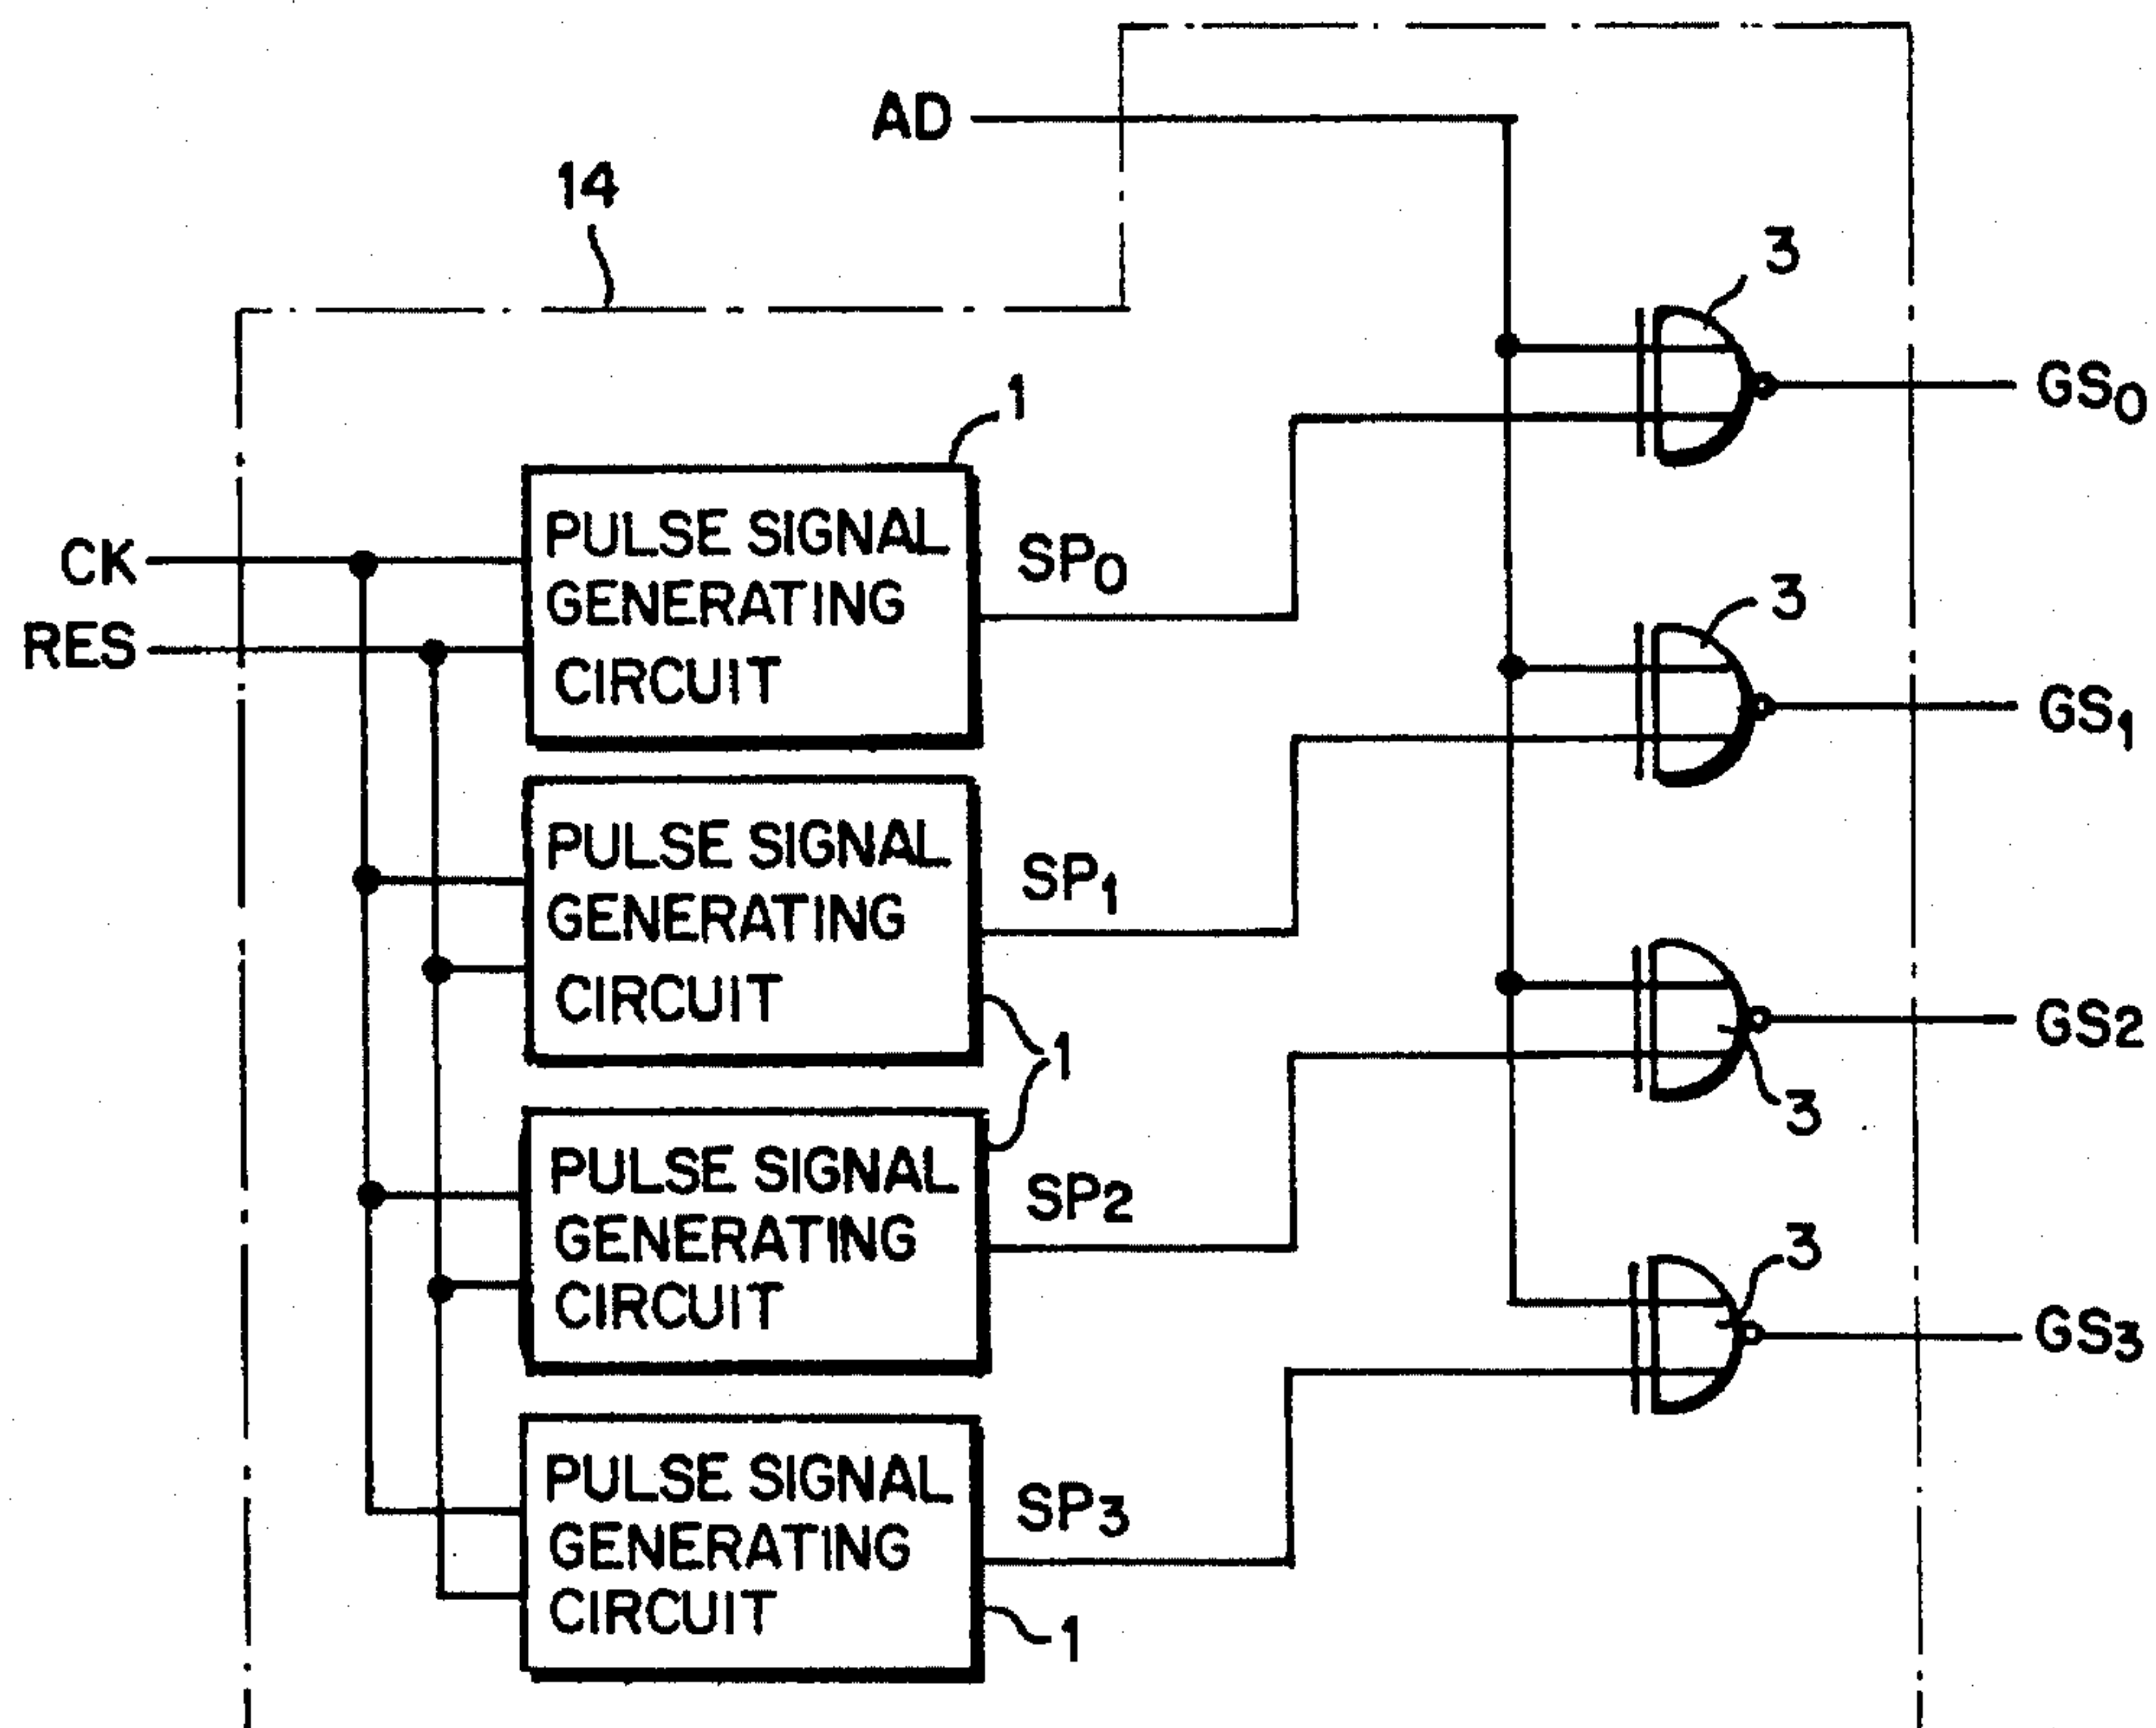 AD
14
3
GS0
1
PULSE SIGNAL
GENERATING
CIRCUIT
SP0
CK
RES
3
GS1
PULSE SIGNAL
GENERATING
CIRCUIT
SP1
1
GS2
3
PULSE SIGNAL
GENERATING
CIRCUIT
SP2
3
GS3
PULSE SIGNAL
GENERATING
CIRCUIT
SP3
1